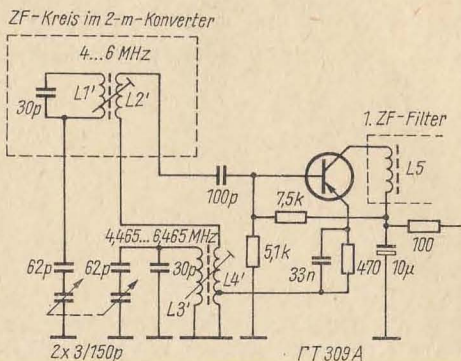 ZF-Kreis im 2-m-Konverter
4...6 MHz
30p
L1'
L2'
1. ZF-Filter
L5
100p
7,5k
4,465...6,465 MHz
62p
62p
30p
L3'
L4'
5,1k
33n
470
10μ
100
2x 3/150p
ГТ 309 A